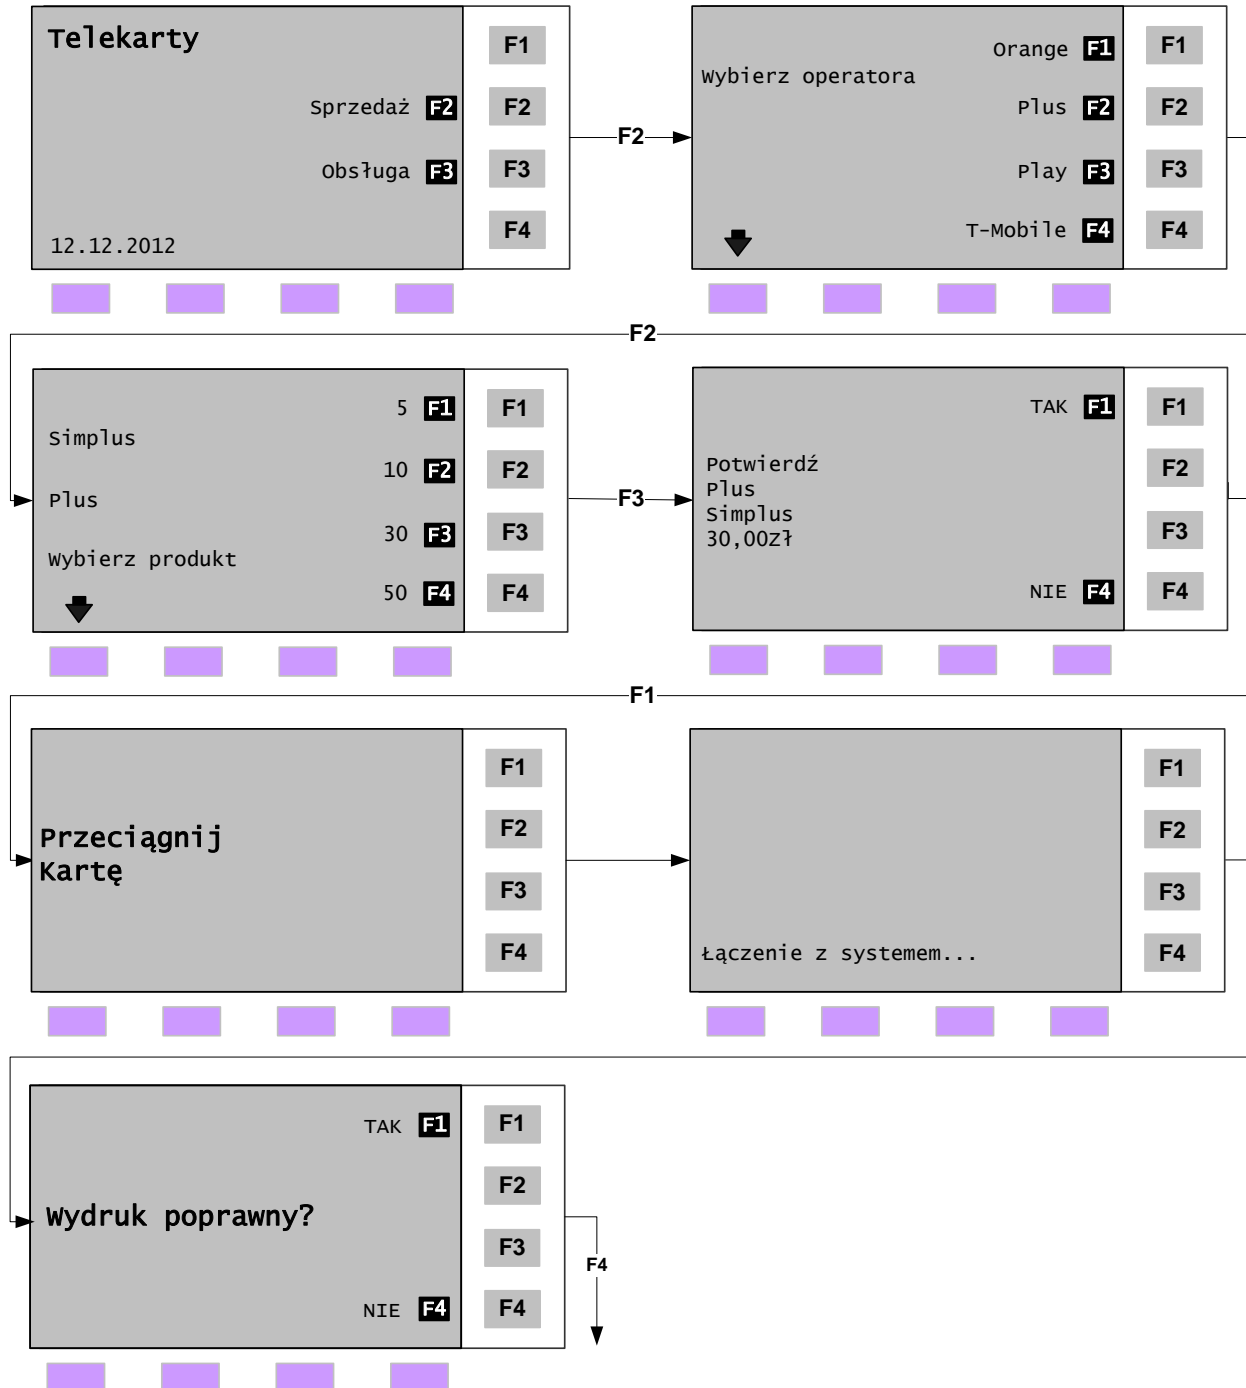 Telekarty
Sprzedaż F2
Obsługa F3
12.12.2012
F1
F2
F3
F4
F2
Orange F1
Wybierz operatora
Plus F2
Play F3
T-Mobile F4
F1
F2
F3
F4
F2
5 F1
Simplus
10 F2
Plus
30 F3
Wybierz produkt
50 F4
F1
F2
F3
F4
F3
TAK F1
Potwierdź
Plus
Simplus
30,00zł
NIE F4
F1
F2
F3
F4
F1
Przeciągnij
Kartę
F1
F2
F3
F4
Łączenie z systemem...
F1
F2
F3
F4
TAK F1
Wydruk poprawny?
NIE F4
F1
F2
F3
F4
F4